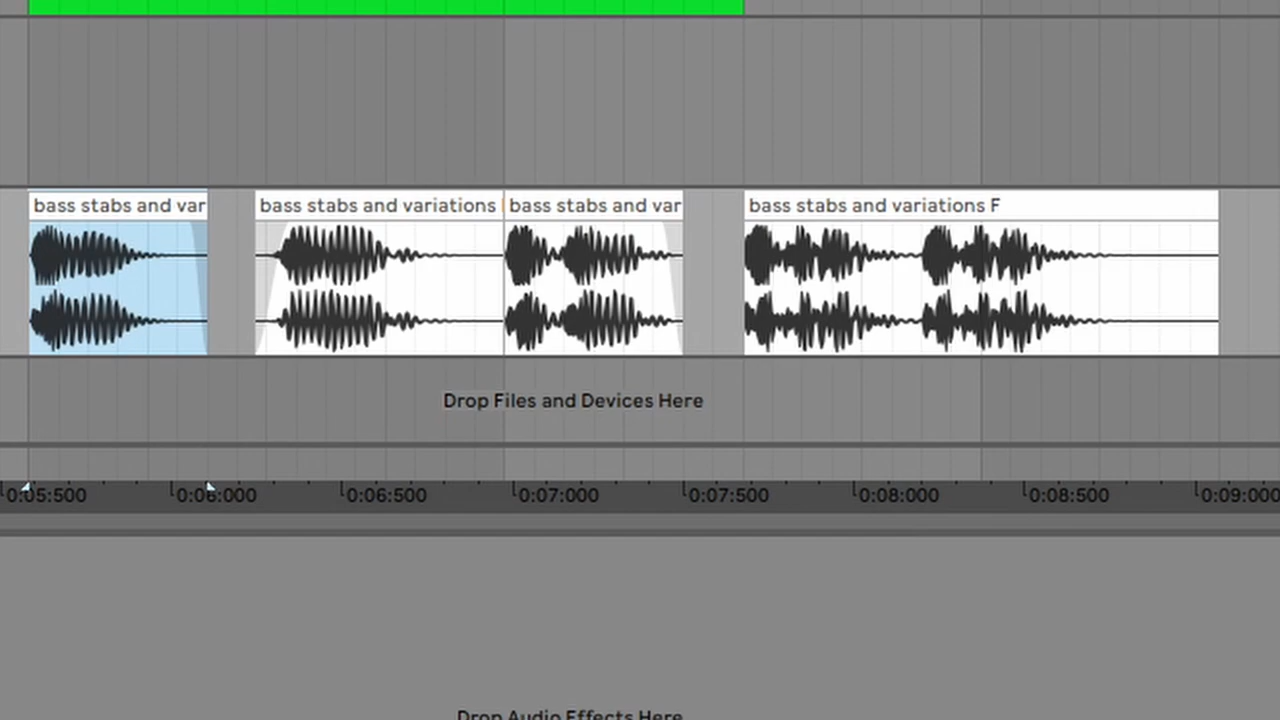 bass stabs and var
bass stabs and variations
bass stabs and var
bass stabs and variations F
Drop Files and Devices Here
0:05:500 0:06:000 0:06:500 0:07:000 0:07:500 0:08:000 0:08:500 0:09:000
Drop Audio Effects Here